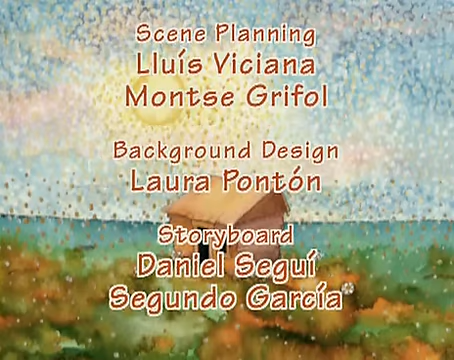 Scene Planning
Lluís Viciana
Montse Grifol
Background Design
Laura Pontón
Storyboard
Daniel Seguí
Segundo García